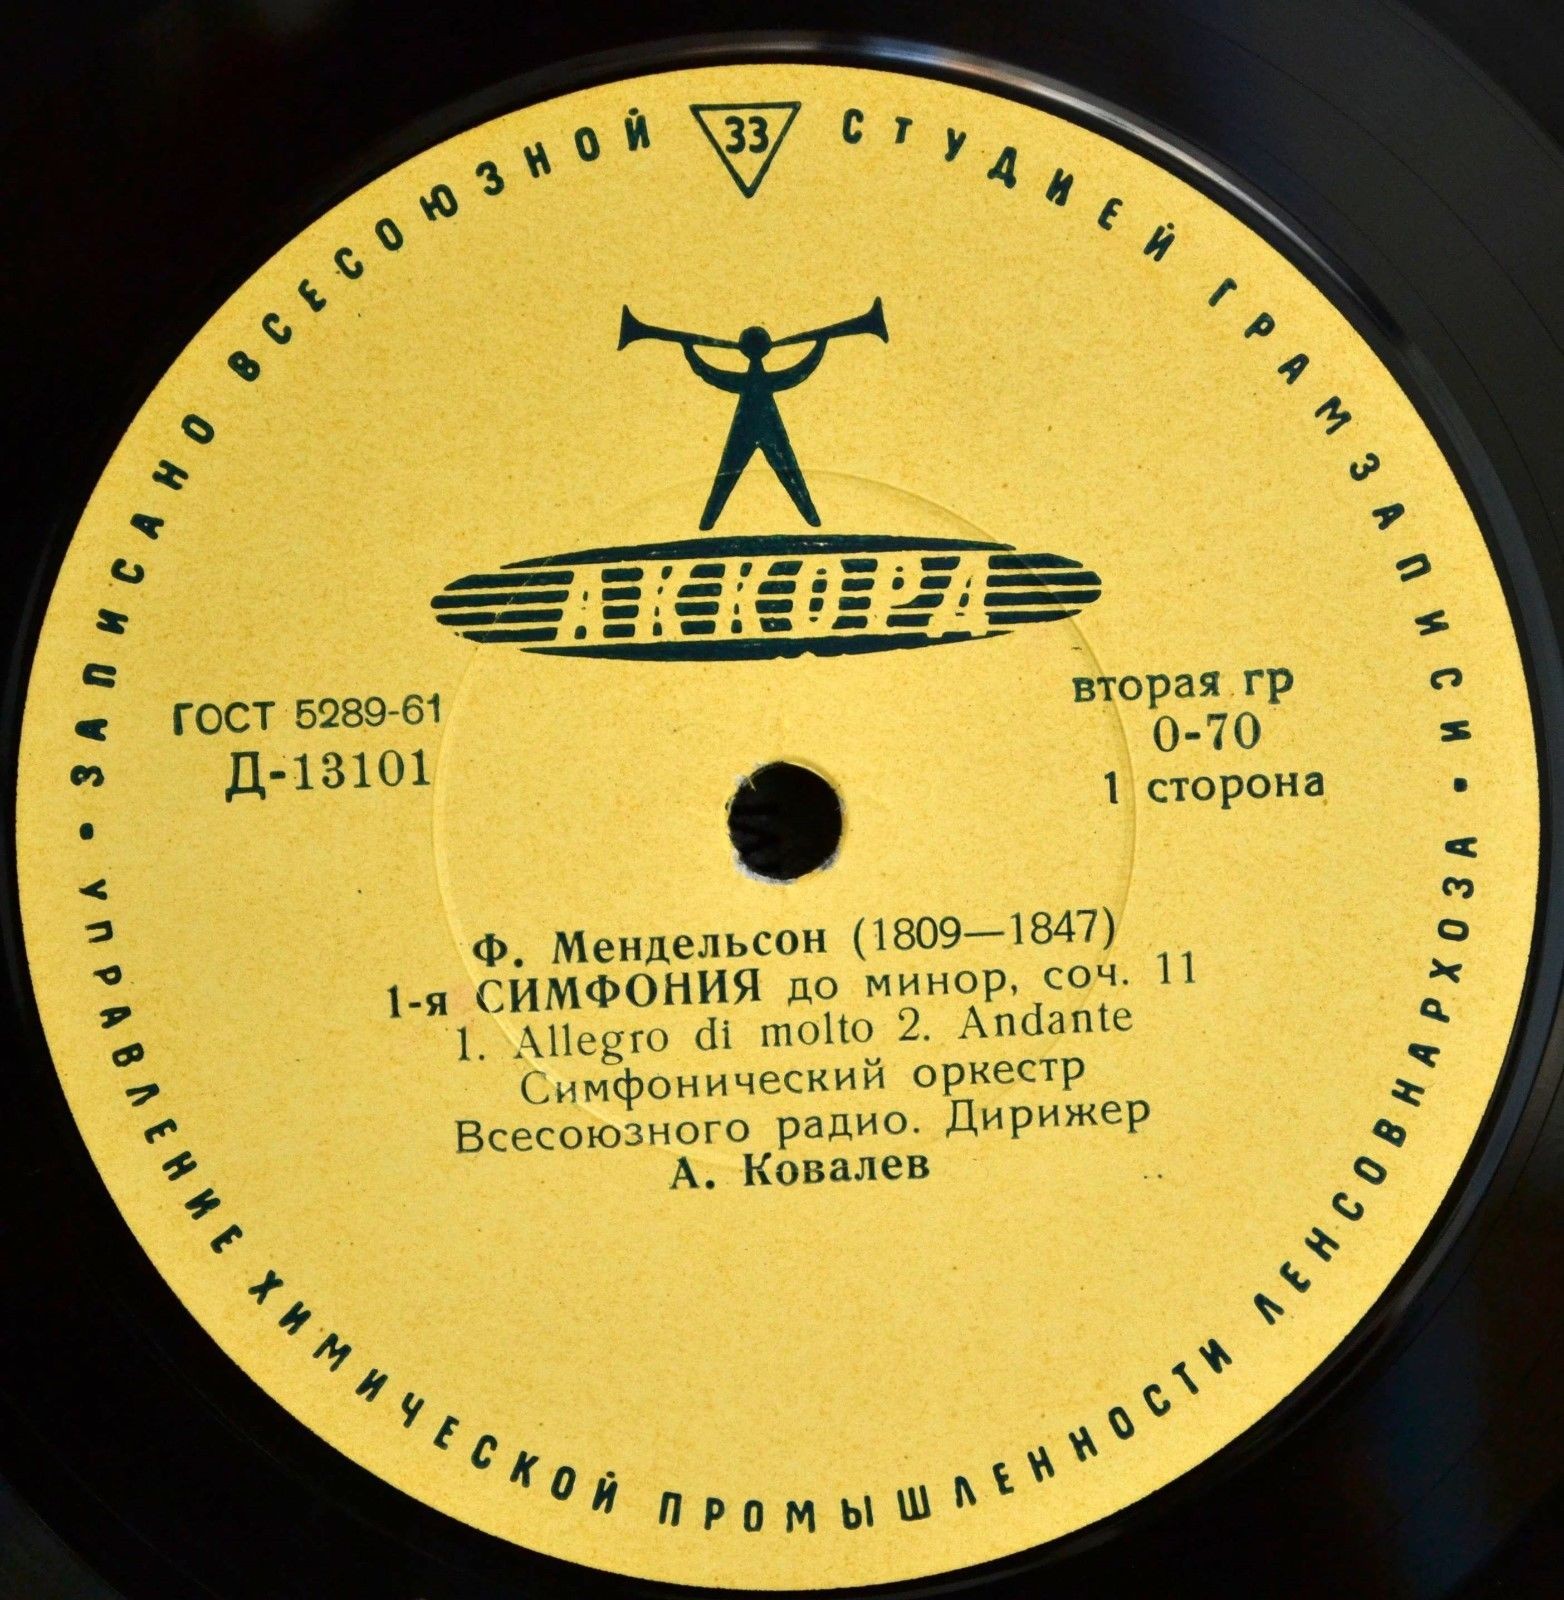 ЗАПИСАНО ВСЕСОЮЗНОЙ 33 СТУДИЕЙ ГРАМЗАПИСИ •
АККОРД
ГОСТ 5289-61
Д-13101
вторая гр
0-70
1 сторона
Ф. Мендельсон (1809—1847)
1-я СИМФОНИЯ до минор, соч. 11
1. Allegro di molto 2. Andante
Симфонический оркестр
Всесоюзного радио. Дирижер
А. Ковалев
• УПРАВЛЕНИЕ ХИМИЧЕСКОЙ ПРОМЫШЛЕННОСТИ ЛЕНСОВНАРХОЗА